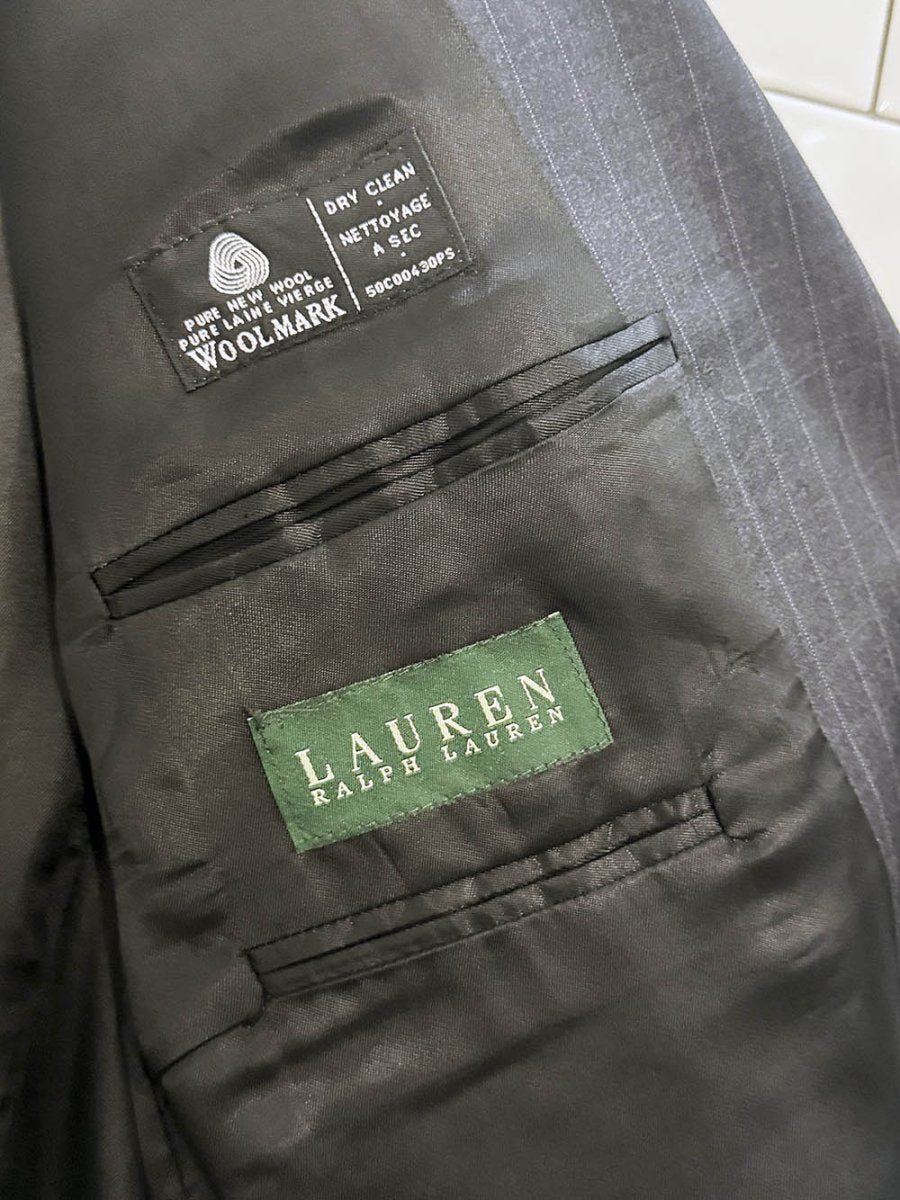 PURE NEW WOOL
PURE LAINE VIERGE
WOOLMARK
DRY CLEAN
·
NETTOYAGE
A SEC
·
50C00430PS
LAUREN
RALPH LAUREN